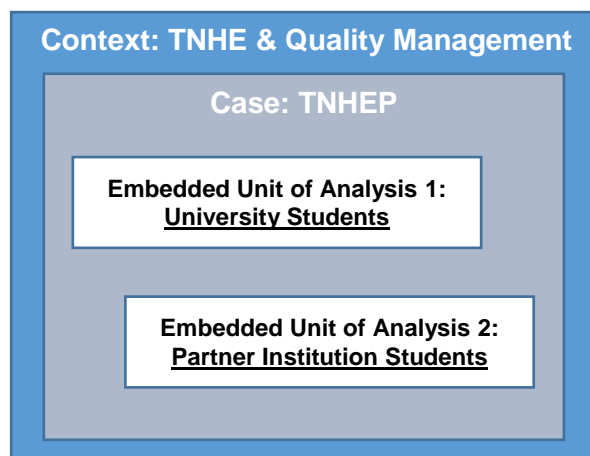 Context: TNHE & Quality Management
Case: TNHEP
Embedded Unit of Analysis 1:
University Students
Embedded Unit of Analysis 2:
Partner Institution Students